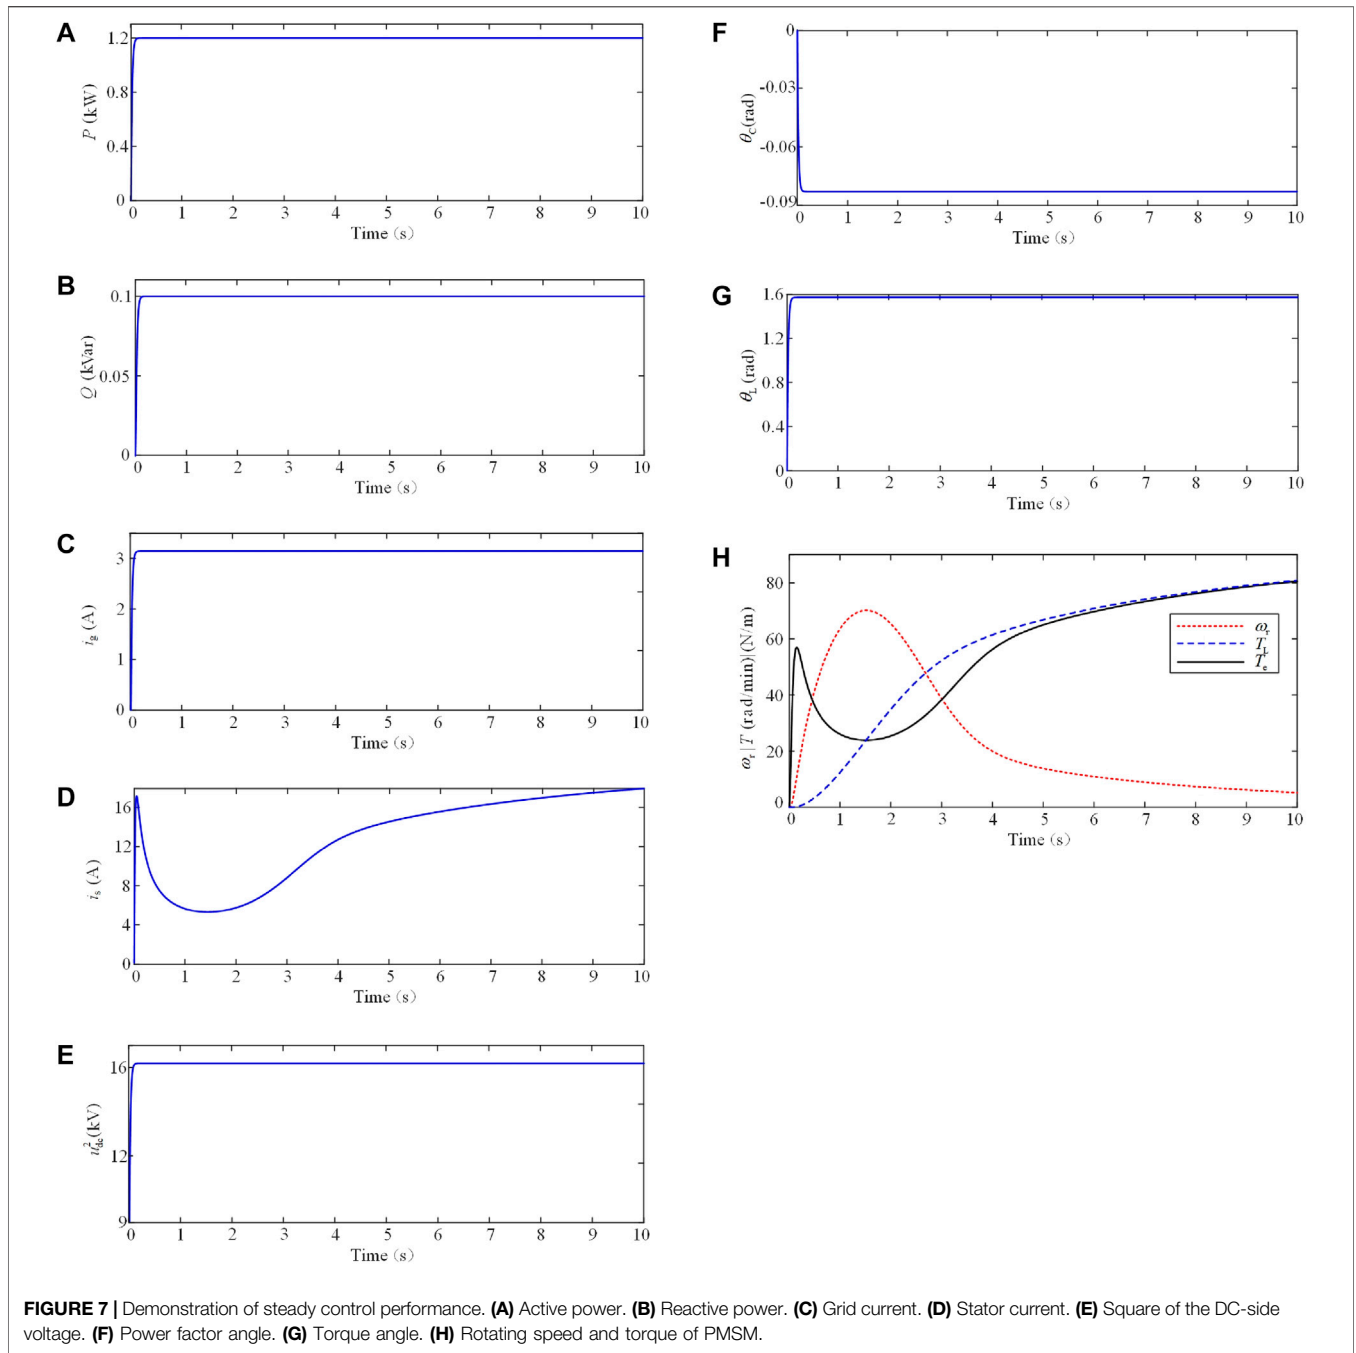 A
1.2
0.8
0.4
0
P (kW)
0 1 2 3 4 5 6 7 8 9 10
Time (s)
B
0.1
0.05
0
Q (kVar)
0 1 2 3 4 5 6 7 8 9 10
Time (s)
C
3
2
1
0
i_g (A)
0 1 2 3 4 5 6 7 8 9 10
Time (s)
D
16
12
8
4
0
i_s (A)
0 1 2 3 4 5 6 7 8 9 10
Time (s)
E
16
12
9
u_dc^2 (kV)
0 1 2 3 4 5 6 7 8 9 10
Time (s)
F
0
-0.03
-0.06
-0.09
θ_C (rad)
0 1 2 3 4 5 6 7 8 9 10
Time (s)
G
1.6
1.2
0.8
0.4
0
θ_L (rad)
0 1 2 3 4 5 6 7 8 9 10
Time (s)
H
80
60
40
20
0
ω_r | T (rad/min)|(N/m)
ω_r
T_L
T_e
0 1 2 3 4 5 6 7 8 9 10
Time (s)
FIGURE 7 | Demonstration of steady control performance. (A) Active power. (B) Reactive power. (C) Grid current. (D) Stator current. (E) Square of the DC-side
voltage. (F) Power factor angle. (G) Torque angle. (H) Rotating speed and torque of PMSM.